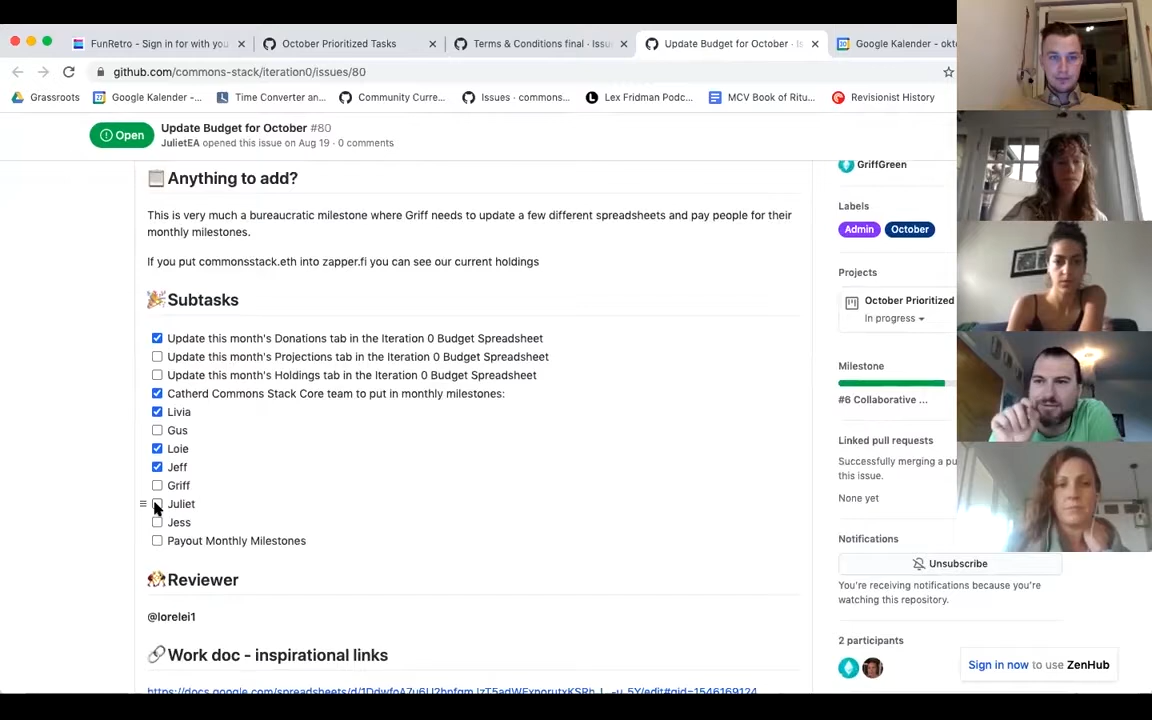 FunRetro - Sign in for with you
October Prioritized Tasks
Terms & Conditions final · Issu
Update Budget for October · Is
Google Kalender - okt
github.com/commons-stack/iteration0/issues/80
Grassroots
Google Kalender -...
Time Converter an...
Community Curre...
Issues · commons...
Lex Fridman Podc...
MCV Book of Ritu...
Revisionist History
Open
Update Budget for October #80
JulietEA opened this issue on Aug 19 · 0 comments
Anything to add?
This is very much a bureaucratic milestone where Griff needs to update a few different spreadsheets and pay people for their
monthly milestones.
If you put commonsstack.eth into zapper.fi you can see our current holdings
Subtasks
Update this month's Donations tab in the Iteration 0 Budget Spreadsheet
Update this month's Projections tab in the Iteration 0 Budget Spreadsheet
Update this month's Holdings tab in the Iteration 0 Budget Spreadsheet
Catherd Commons Stack Core team to put in monthly milestones:
Livia
Gus
Loie
Jeff
Griff
Juliet
Jess
Payout Monthly Milestones
Reviewer
@lorelei1
Work doc - inspirational links
GriffGreen
Labels
Admin October
Projects
October Prioritized
In progress
Milestone
#6 Collaborative ...
Linked pull requests
Successfully merging a pu
this issue.
None yet
Notifications
Unsubscribe
You're receiving notifications because you're
watching this repository.
2 participants
Sign in now to use ZenHub